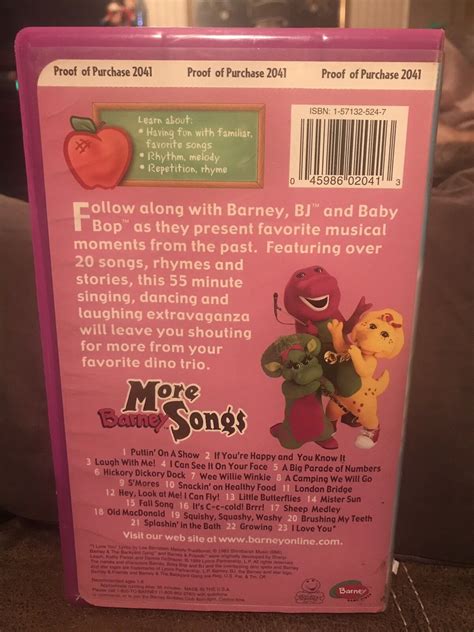 Proof of Purchase 2041 Proof of Purchase 2041 Proof of Purchase 2041
Learn about:
• Having fun with familiar, favorite songs
• Rhythm, melody
• Repetition, rhyme
ISBN: 1-57132-524-7
0 45986 02041 3
Follow along with Barney, BJ™ and Baby
Bop™ as they present favorite musical
moments from the past. Featuring over
20 songs, rhymes and
stories, this 55 minute
singing, dancing and
laughing extravaganza
will leave you shouting
for more from your
favorite dino trio.
More
Barney Songs
1 Puttin' On A Show 2 If You're Happy and You Know It
3 Laugh With Me! 4 I Can See It On Your Face 5 A Big Parade of Numbers
6 Hickory Dickory Dock 7 Wee Willie Winkie 8 A Camping We Will Go
9 S'Mores 10 Snackin' on Healthy Food 11 London Bridge
12 Hey, Look at Me! I Can Fly! 13 Little Butterflies 14 Mister Sun
15 Fall Song 16 It's C-c-cold! Brrr! 17 Sheep Medley
18 Old MacDonald 19 Squishy, Squashy, Washy 20 Brushing My Teeth
21 Splashin' in the Bath 22 Growing 23 I Love You*
Visit our web site at www.barneyonline.com
Barney